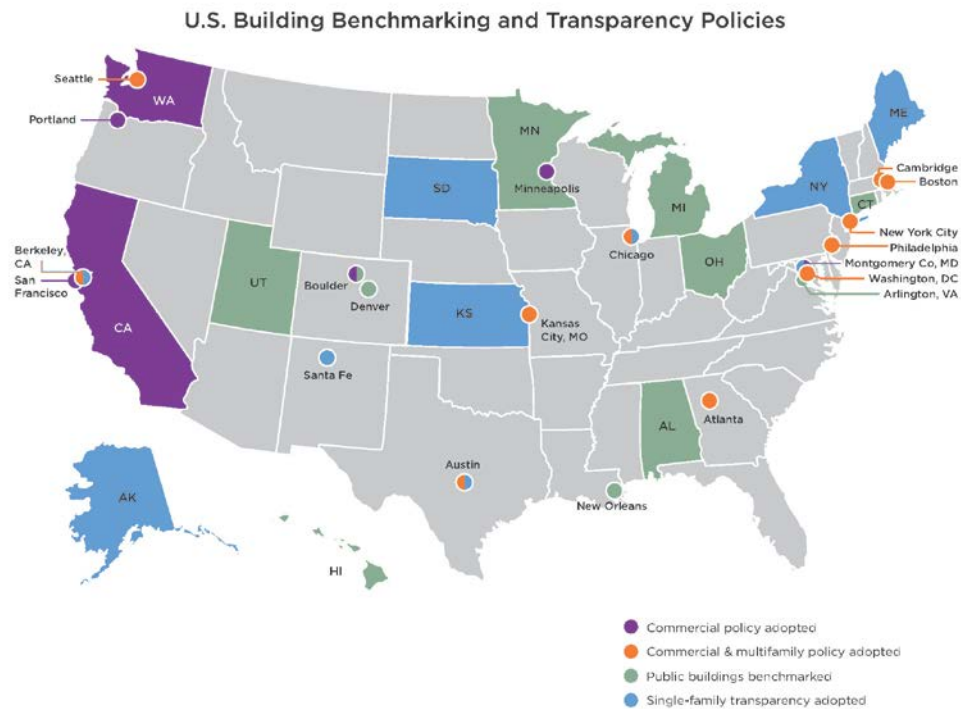 U.S. Building Benchmarking and Transparency Policies
Seattle
WA
Portland
MN
Minneapolis
ME
Cambridge
Boston
SD
NY
MI
CT
New York City
Philadelphia
Montgomery Co, MD
Washington, DC
Arlington, VA
Berkeley,
CA
San
Francisco
CA
UT
Boulder
Denver
KS
Kansas
City, MO
Chicago
OH
Santa Fe
AL
Atlanta
Austin
New Orleans
AK
HI
Commercial policy adopted
Commercial & multifamily policy adopted
Public buildings benchmarked
Single-family transparency adopted